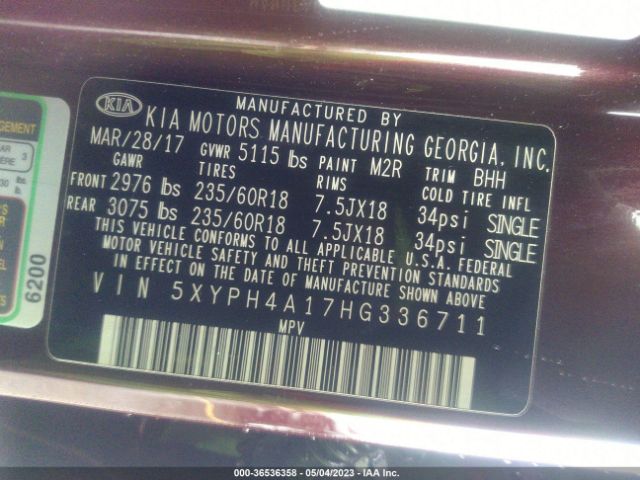 KIA
MANUFACTURED BY
KIA MOTORS MANUFACTURING GEORGIA, INC.
MAR/28/17 GVWR 5115 lbs PAINT M2R TRIM BHH
GAWR TIRES RIMS COLD TIRE INFL
FRONT 2976 lbs 235/60R18 7.5JX18 34psi SINGLE
REAR 3075 lbs 235/60R18 7.5JX18 34psi SINGLE
THIS VEHICLE CONFORMS TO ALL APPLICABLE U.S.A. FEDERAL
MOTOR VEHICLE SAFETY AND THEFT PREVENTION STANDARDS
IN EFFECT ON THE DATE OF MANUFACTURE SHOWN ABOVE
VIN 5XYPH4A17HG336711
MPV
6200
000-36536358 - 05/04/2023 - IAA Inc.